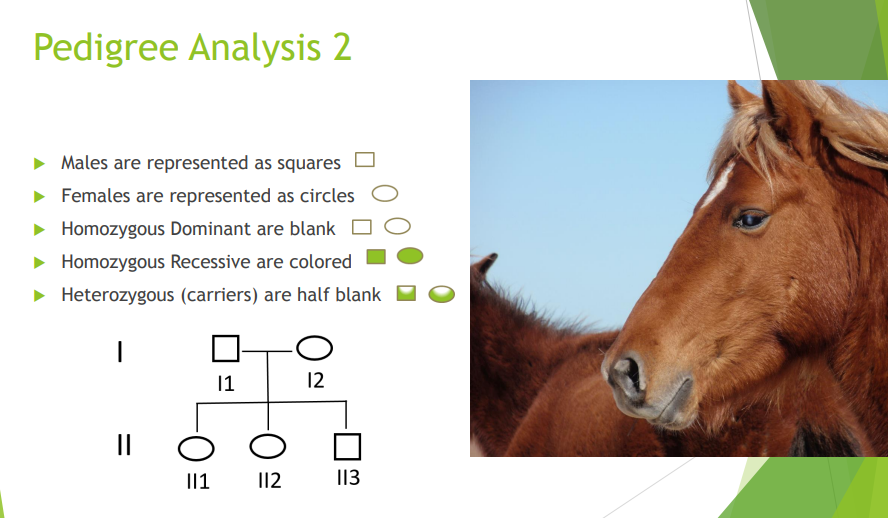 Pedigree Analysis 2
Males are represented as squares
Females are represented as circles
Homozygous Dominant are blank
Homozygous Recessive are colored
Heterozygous (carriers) are half blank
I
I1 I2
II
II1 II2 II3